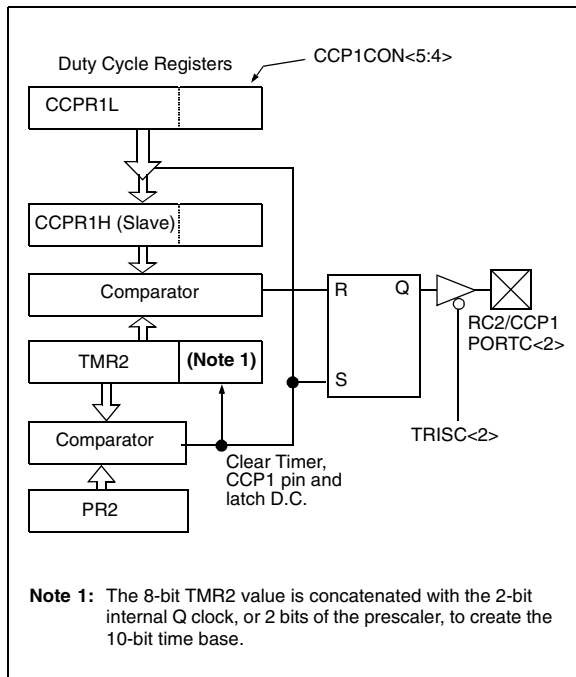 Duty Cycle Registers
CCP1CON<5:4>
CCPR1L
CCPR1H (Slave)
Comparator
R
Q
RC2/CCP1
PORTC<2>
TMR2
(Note 1)
S
TRISC<2>
Comparator
Clear Timer,
CCP1 pin and
latch D.C.
PR2
Note 1: The 8-bit TMR2 value is concatenated with the 2-bit
internal Q clock, or 2 bits of the prescaler, to create the
10-bit time base.